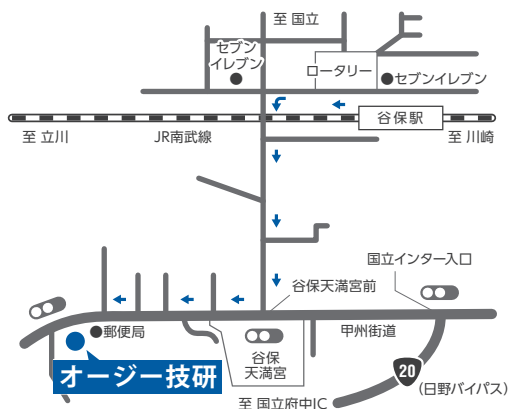 至 国立
セブン
イレブン
ロータリー
セブンイレブン
谷保駅
至 立川
JR南武線
至 川崎
国立インター入口
谷保天満宮前
郵便局
甲州街道
谷保
天満宮
オージー技研
20
(日野バイパス)
至 国立府中IC